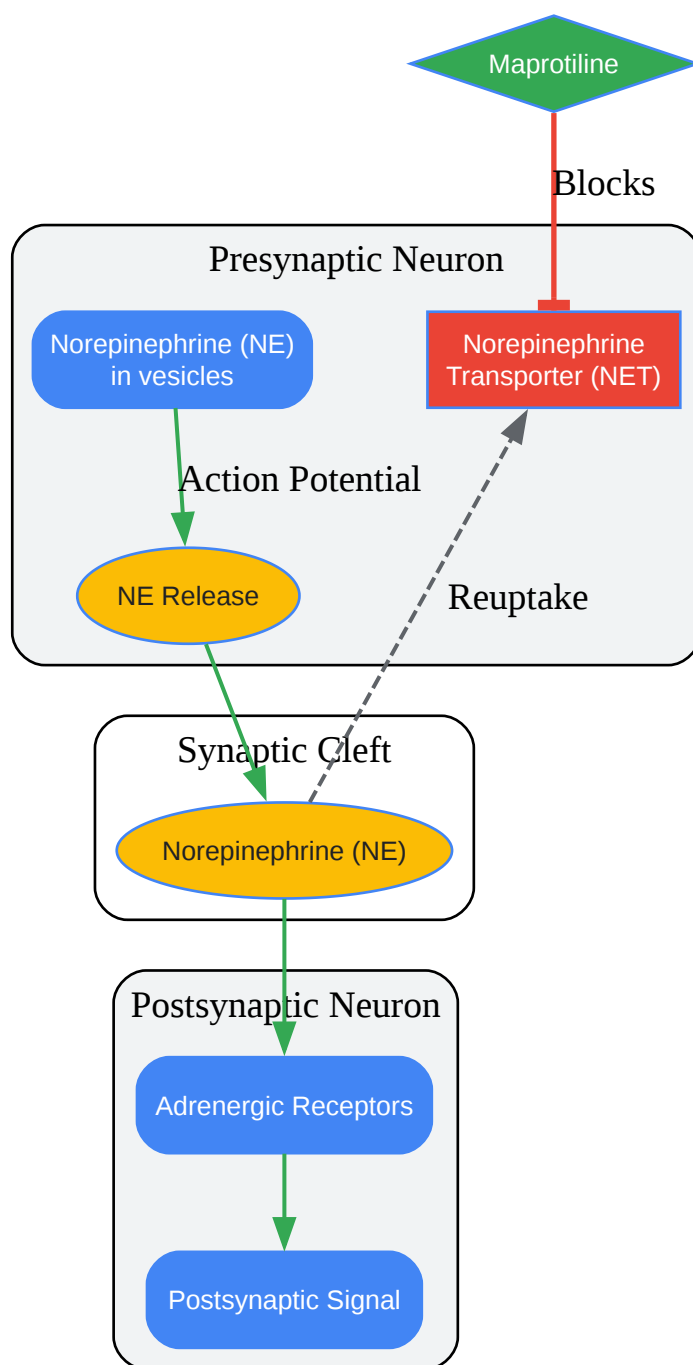 Maprotiline
Blocks
Presynaptic Neuron
Norepinephrine (NE)
in vesicles
Norepinephrine
Transporter (NET)
Action Potential
NE Release
Reuptake
Synaptic Cleft
Norepinephrine (NE)
Postsynaptic Neuron
Adrenergic Receptors
Postsynaptic Signal